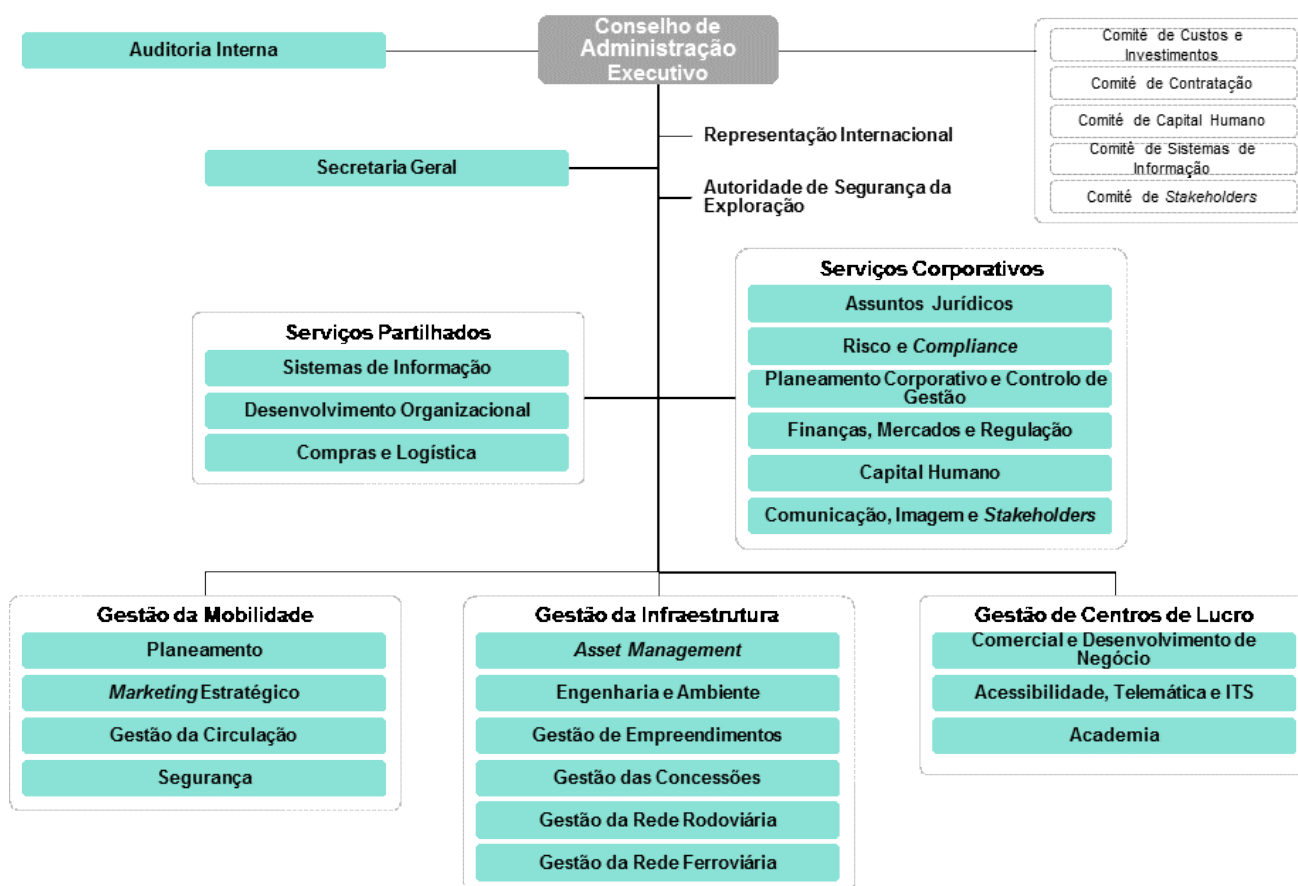 Auditoria Interna
Conselho de
Administração
Executivo
Comité de Custos e
Investimentos
Comité de Contratação
Comité de Capital Humano
Comité de Sistemas de
Informação
Comité de Stakeholders
Representação Internacional
Secretaria Geral
Autoridade de Segurança da
Exploração
Serviços Partilhados
Sistemas de Informação
Desenvolvimento Organizacional
Compras e Logística
Serviços Corporativos
Assuntos Jurídicos
Risco e Compliance
Planeamento Corporativo e Controlo de
Gestão
Finanças, Mercados e Regulação
Capital Humano
Comunicação, Imagem e Stakeholders
Gestão da Mobilidade
Planeamento
Marketing Estratégico
Gestão da Circulação
Segurança
Gestão da Infraestrutura
Asset Management
Engenharia e Ambiente
Gestão de Empreendimentos
Gestão das Concessões
Gestão da Rede Rodoviária
Gestão da Rede Ferroviária
Gestão de Centros de Lucro
Comercial e Desenvolvimento de
Negócio
Acessibilidade, Telemática e ITS
Academia